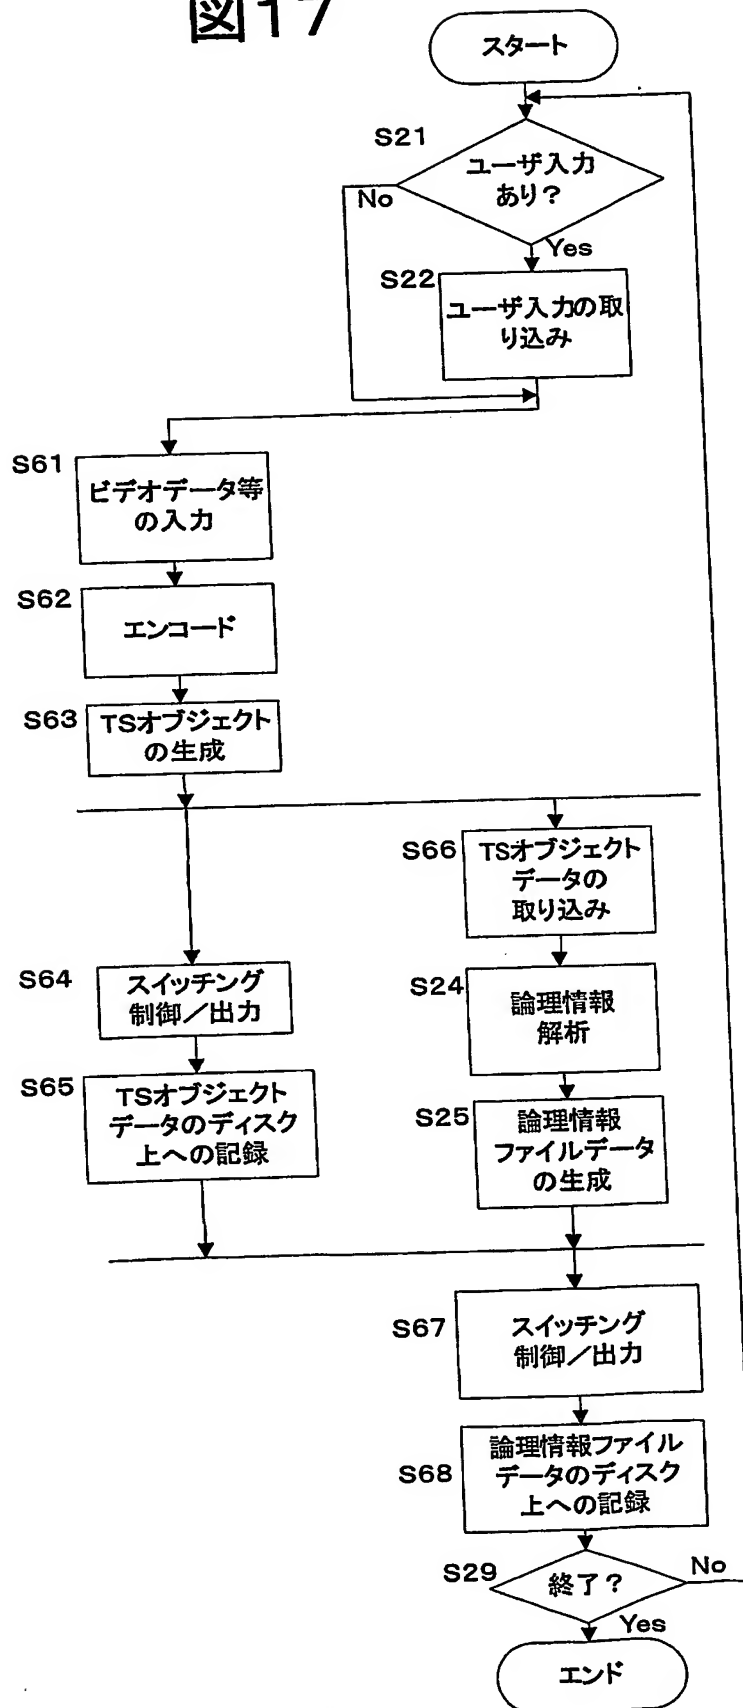 図17
スタート
S21
ユーザ入力
あり？
No
Yes
S22
ユーザ入力の取
り込み
S61
ビデオデータ等
の入力
S62
エンコード
S63
TSオブジェクト
の生成
S66
TSオブジェクト
データの
取り込み
S64
スイッチング
制御／出力
S24
論理情報
解析
S65
TSオブジェクト
データのディスク
上への記録
S25
論理情報
ファイルデータ
の生成
S67
スイッチング
制御／出力
S68
論理情報ファイル
データのディスク
上への記録
S29
終了？
No
Yes
エンド